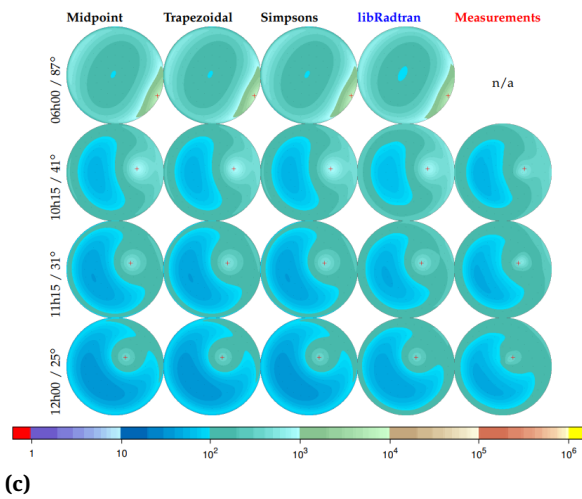 Midpoint Trapezoidal Simpsons libRadtran Measurements
06h00 / 87°
n/a
10h15 / 41°
11h15 / 31°
12h00 / 25°
1 10 10² 10³ 10⁴ 10⁵ 10⁶
(c)